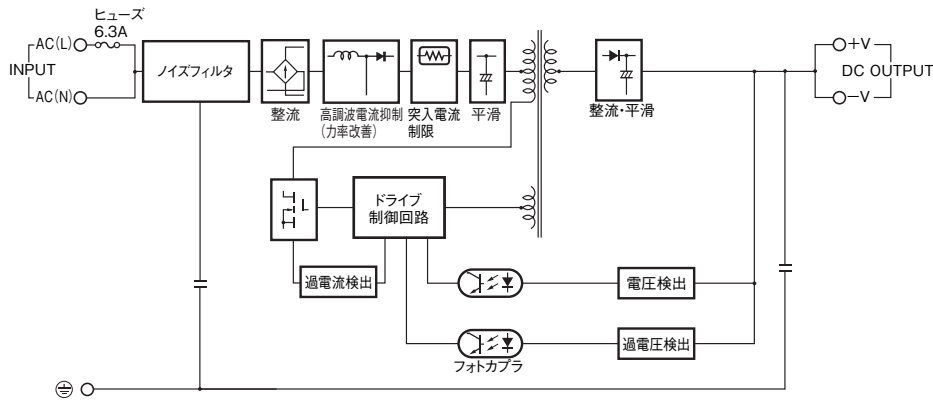 ヒューズ
6.3A
AC(L)
INPUT
AC(N)
ノイズフィルタ
整流
高調波電流抑制
(力率改善)
突入電流
制限
平滑
整流・平滑
+V
DC OUTPUT
−V
ドライブ
制御回路
過電流検出
電圧検出
過電圧検出
フォトカプラ